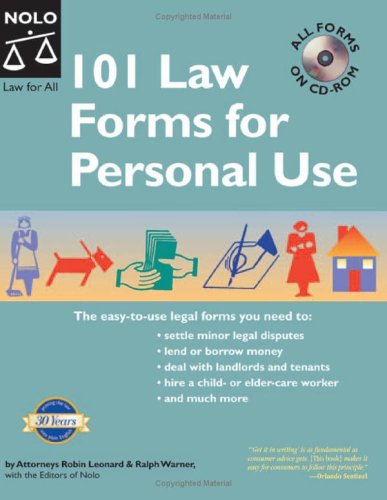 NOLO
Law for All
ALL FORMS
ON CD-ROM
101 Law
Forms for
Personal Use
The easy-to-use legal forms you need to:
• settle minor legal disputes
• lend or borrow money
• deal with landlords and tenants
• hire a child- or elder-care worker
• and much more
30 Years
by Attorneys Robin Leonard & Ralph Warner,
with the Editors of Nolo
"'Get it in writing' is as fundamental as
consumer advice gets. [This book] makes it
easy for consumers to follow this principle."
—Orlando Sentinel